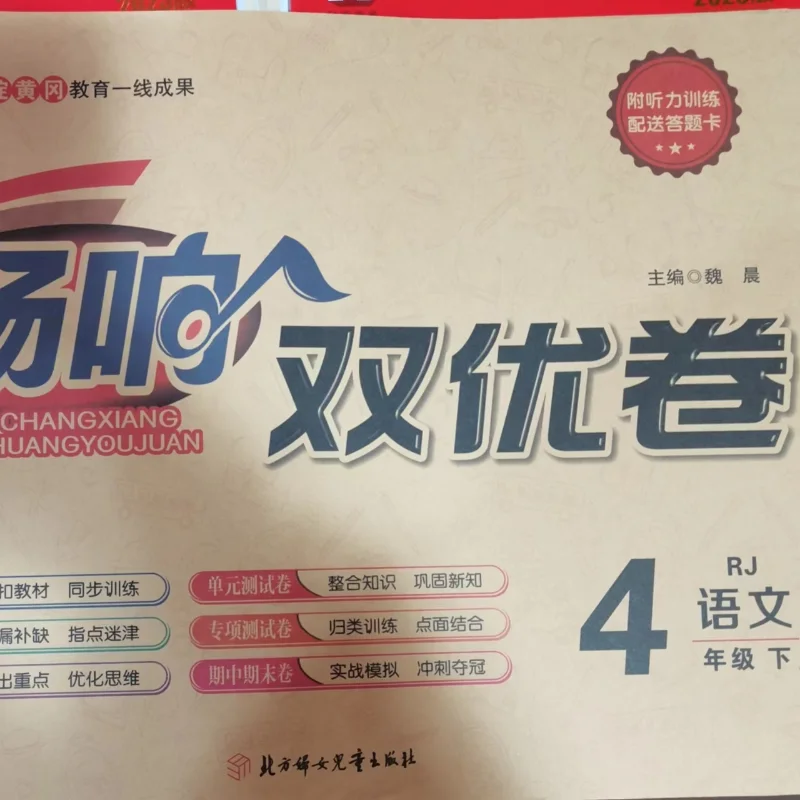 黄冈教育一线成果
附听力训练
配送答题卡
主编◎魏 晨
畅响
双优卷
CHANGXIANG
HUANGYOUJUAN
扣教材 同步训练
漏补缺 指点迷津
出重点 优化思维
单元测试卷 整合知识 巩固新知
专项测试卷 归类训练 点面结合
期中期末卷 实战模拟 冲刺夺冠
4
RJ
语文
年级 下
北方妇女儿童出版社